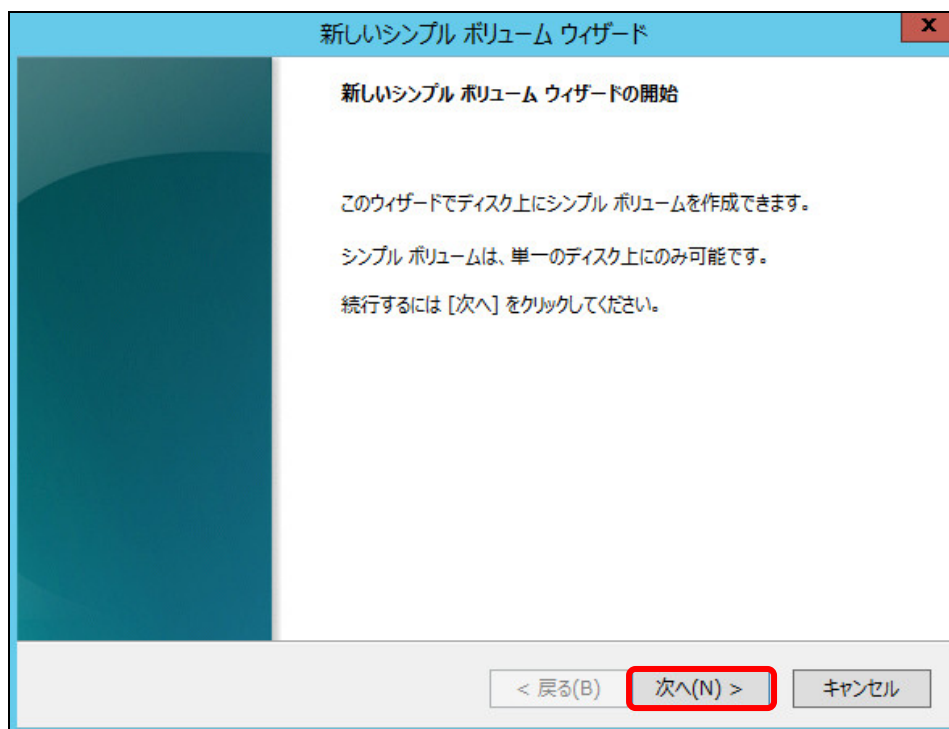 新しいシンプル ボリューム ウィザード
x
新しいシンプル ボリューム ウィザードの開始
このウィザードでディスク上にシンプル ボリュームを作成できます。
シンプル ボリュームは、単一のディスク上にのみ可能です。
続行するには [次へ] をクリックしてください。
< 戻る(B) 次へ(N) > キャンセル